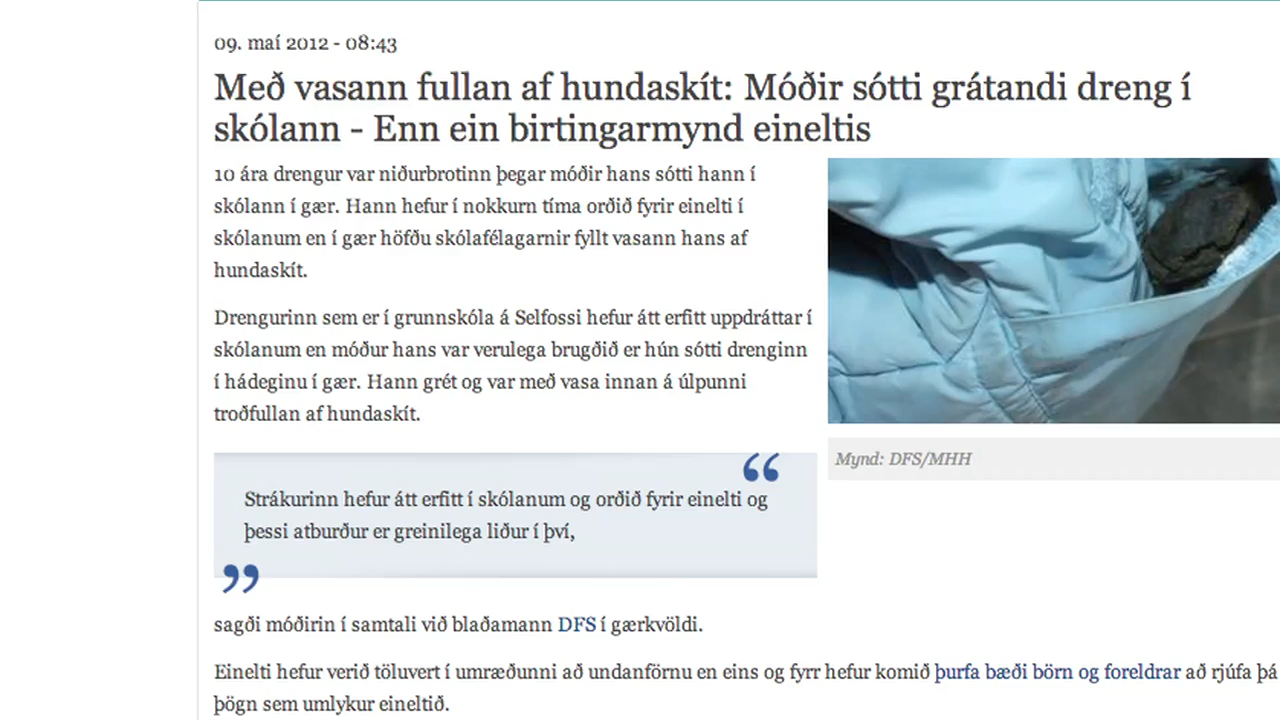 09. maí 2012 - 08:43
Með vasann fullan af hundaskít: Móðir sótti grátandi dreng í
skólann - Enn ein birtingarmynd eineltis
10 ára drengur var niðurbrotinn þegar móðir hans sótti hann í
skólann í gær. Hann hefur í nokkurn tíma orðið fyrir einelti í
skólanum en í gær höfðu skólafélagarnir fyllt vasann hans af
hundaskít.
Drengurinn sem er í grunnskóla á Selfossi hefur átt erfitt uppdráttar í
skólanum en móður hans var verulega brugðið er hún sótti drenginn
í hádeginu í gær. Hann grét og var með vasa innan á úlpunni
troðfullan af hundaskít.
Mynd: DFS/MHH
“
Strákurinn hefur átt erfitt í skólanum og orðið fyrir einelti og
þessi atburður er greinilega liður í því,
”
sagði móðirin í samtali við blaðamann DFS í gærkvöldi.
Einelti hefur verið töluvert í umræðunni að undanförnu en eins og fyrr hefur komið þurfa bæði börn og foreldrar að rjúfa þá
þögn sem umlykur eineltið.